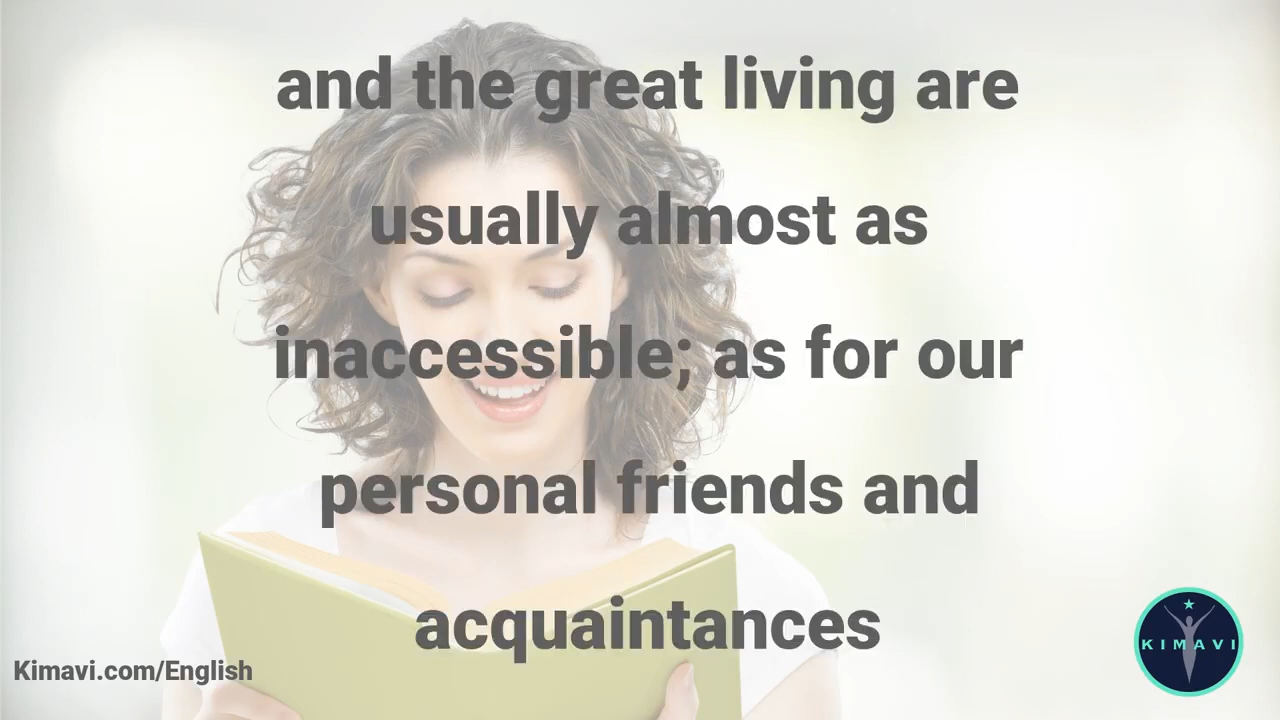 and the great living are
usually almost as
inaccessible; as for our
personal friends and
acquaintances
Kimavi.com/English
KIMAVI